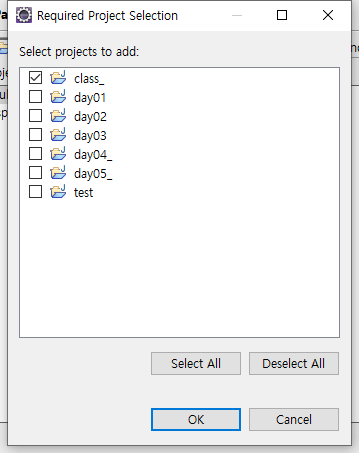 Required Project Selection
Select projects to add:
class_
day01
day02
day03
day04_
day05_
test
Select All
Deselect All
OK
Cancel